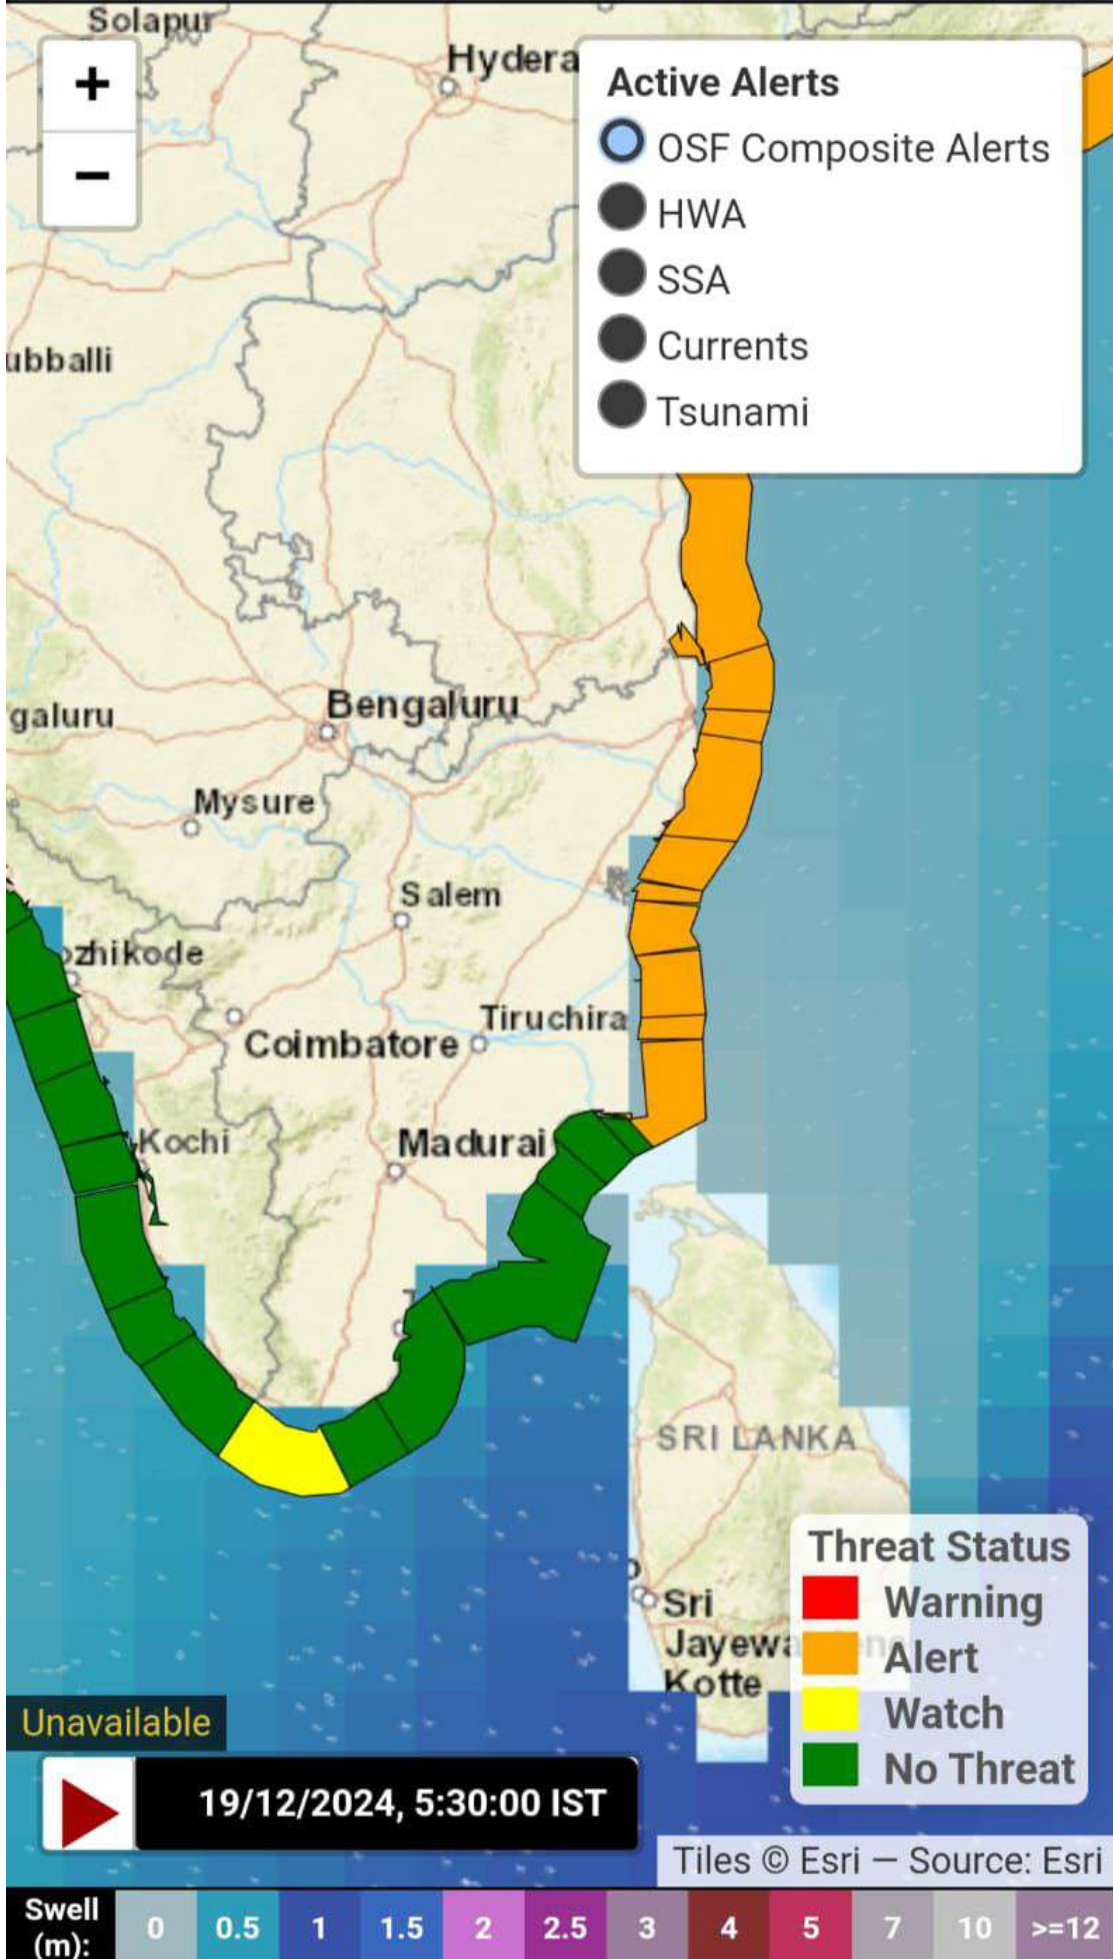 Solapur
+
−
Hydera
Active Alerts
OSF Composite Alerts
HWA
SSA
Currents
Tsunami
ubballi
galuru
Bengaluru
Mysure
Salem
ozhikode
Coimbatore
Tiruchira
Kochi
Madurai
T
SRI LANKA
Sri
Jayewa
Kotte
Threat Status
Warning
Alert
Watch
No Threat
Unavailable
19/12/2024, 5:30:00 IST
Tiles © Esri — Source: Esri
Swell
(m):
0 0.5 1 1.5 2 2.5 3 4 5 7 10 >=12